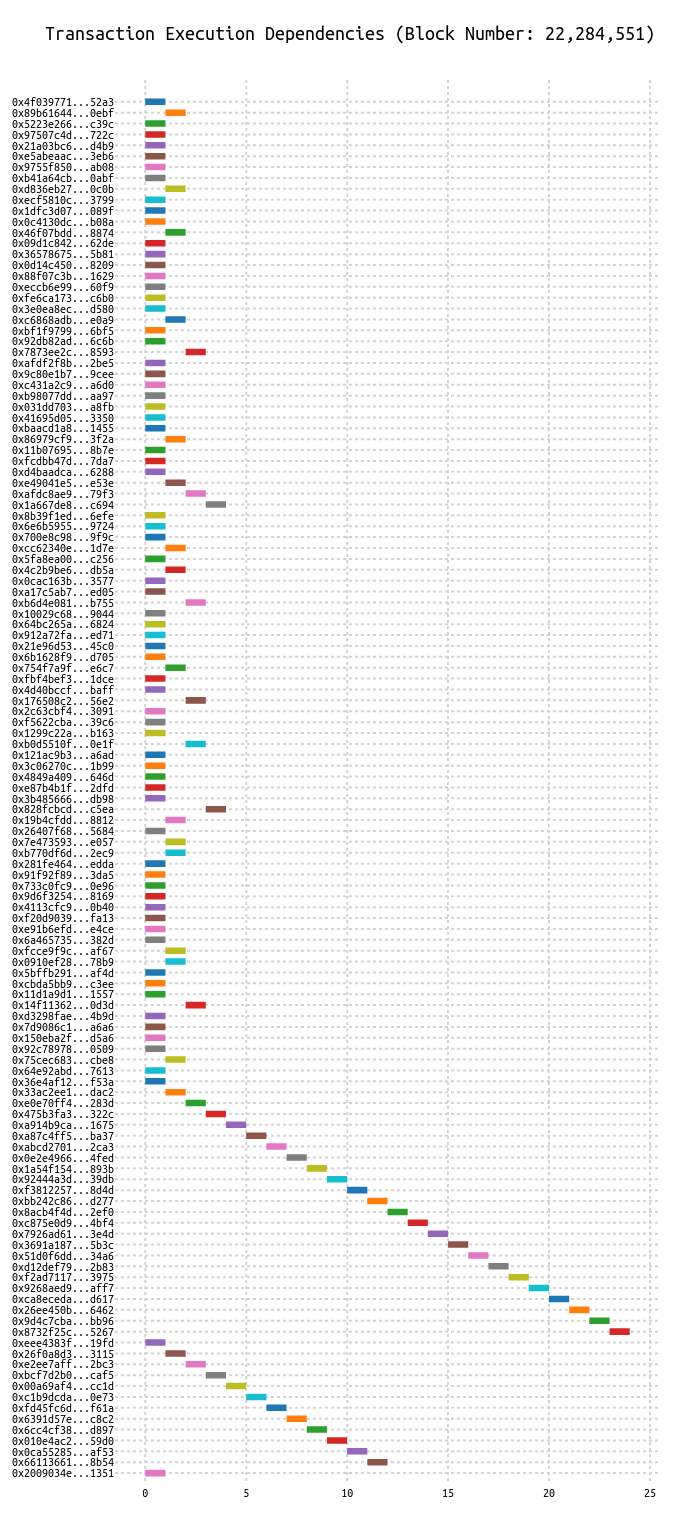 Transaction Execution Dependencies (Block Number: 22,284,551)
0x4f039771...52a3
0x89b61644...0ebf
0x5223e266...c39c
0x97507c4d...722c
0x21a03bc6...d4b9
0xe5abeaac...3eb6
0x9755f850...ab08
0xb41a64cb...0abf
0xd836eb27...0c0b
0xecf5810c...3799
0x1dfc3d07...089f
0x0c4130dc...b08a
0x46f07bdd...8874
0x09d1c842...62de
0x36578675...5b81
0x0d14c450...8209
0x88f07c3b...1629
0xeccb6e99...60f9
0xfe6ca173...c6b0
0x3e0ea8ec...d580
0xc6868adb...e0a9
0xbf1f9799...6bf5
0x92db82ad...6c6b
0x7873ee2c...8593
0xafdf2f8b...2be5
0x9c80e1b7...9cee
0xc431a2c9...a6d0
0xb98077dd...aa97
0x031dd703...a8fb
0x41695d05...3350
0xbaacd1a8...1455
0x86979cf9...3f2a
0x11b07695...8b7e
0xfcdbb47d...7da7
0xd4baadca...6288
0xe49041e5...e53e
0xafdc8ae9...79f3
0x1a667de8...c694
0x8b39f1ed...6efe
0x6e6b5955...9724
0x700e8c98...9f9c
0xcc62340e...1d7e
0x5fa8ea00...c256
0x4c2b9be6...db5a
0x0cac163b...3577
0xa17c5ab7...ed05
0xb6d4e081...b755
0x10029c68...9044
0x64bc265a...6824
0x912a72fa...ed71
0x21e96d53...45c0
0x6b1628f9...d705
0x754f7a9f...e6c7
0xfbf4bef3...1dce
0x4d40bccf...baff
0x176508c2...56e2
0x2c63cbf4...3091
0xf5622cba...39c6
0x1299c22a...b163
0xb0d5510f...0e1f
0x121ac9b3...a6ad
0x3c06270c...1b99
0x4849a409...646d
0xe87b4b1f...2dfd
0x3b485666...db98
0x828fcbcd...c5ea
0x19b4cfdd...8812
0x26407f68...5684
0x7e473593...e057
0xb770df6d...2ec9
0x281fe464...edda
0x91f92f89...3da5
0x733c0fc9...0e96
0x9d6f3254...8169
0x4113cfc9...0b40
0xf20d9039...fa13
0xe91b6efd...e4ce
0x6a465735...382d
0xfcce9f9c...af67
0x0910ef28...78b9
0x5bffb291...af4d
0xcbda5bb9...c3ee
0x11d1a9d1...1557
0x14f11362...0d3d
0xd3298fae...4b9d
0x7d9086c1...a6a6
0x150eba2f...d5a6
0x92c78978...0509
0x75cec683...cbe8
0x64e92abd...7613
0x36e4af12...f53a
0x33ac2ee1...dac2
0xe0e70ff4...283d
0x475b3fa3...322c
0xa914b9ca...1675
0xa87c4ff5...ba37
0xabcd2701...2ca3
0x0e2e4966...4fed
0x1a54f154...893b
0x92444a3d...39db
0xf3812257...8d4d
0xbb242c86...d277
0x8acb4f4d...2ef0
0xc875e0d9...4bf4
0x7926ad61...3e4d
0x3691a187...5b3c
0x51d0f6dd...34a6
0xd12def79...2b83
0xf2ad7117...3975
0x9268aed9...aff7
0xca8eceda...d617
0x26ee450b...6462
0x9d4c7cba...bb96
0x8732f25c...5267
0xeee4383f...19fd
0x26f0a8d3...3115
0xe2ee7aff...2bc3
0xbcf7d2b0...caf5
0x00a69af4...cc1d
0xc1b9dcda...0e73
0xfd45fc6d...f61a
0x6391d57e...c8c2
0x6cc4cf38...d897
0x010e4ac2...59d0
0x0ca55285...af53
0x66113661...8b54
0x2009034e...1351
0 5 10 15 20 25